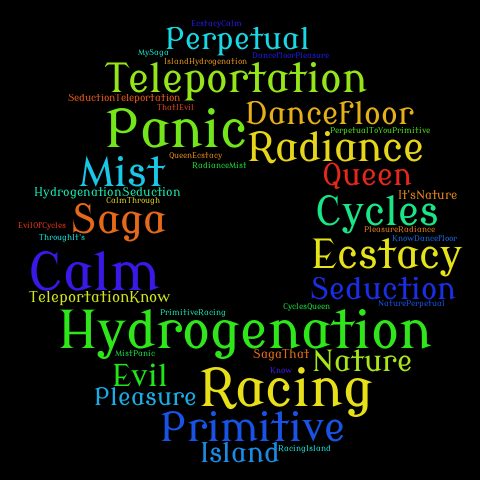 EcstacyCalm
Perpetual
MySaga
DanceFloorPleasure
IslandHydrogenation
Teleportation
SeductionTeleportation
ThatIEvil
DanceFloor
Panic
PerpetualToYouPrimitive
Radiance
QueenEcstacy
Mist
RadianceMist
Queen
HydrogenationSeduction
It'sNature
CalmThrough
Saga
Cycles
EvilOfCycles
PleasureRadiance
ThroughIt's
KnowDanceFloor
Ecstacy
Calm
Seduction
TeleportationKnow
NaturePerpetual
CyclesQueen
PrimitiveRacing
Hydrogenation
MistPanic
SagaThat
Nature
Know
Evil
Racing
Pleasure
Primitive
Island
RacingIsland